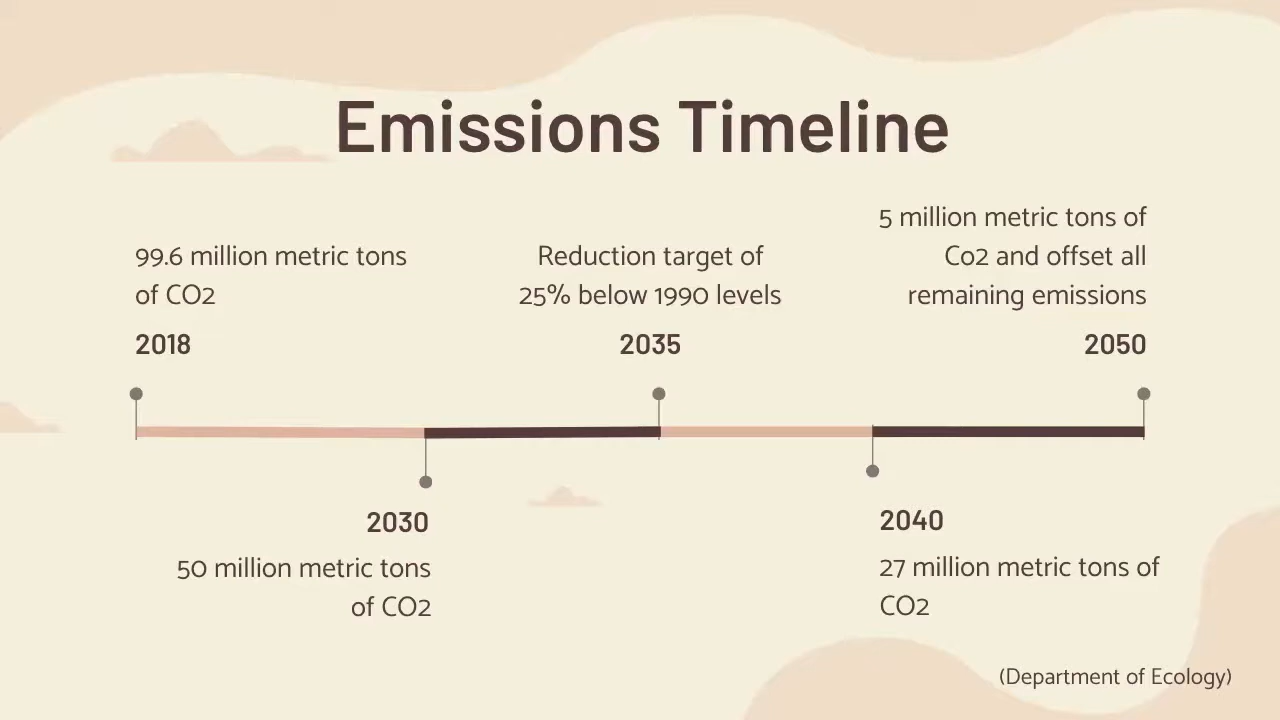 Emissions Timeline
99.6 million metric tons
of CO2
2018
Reduction target of
25% below 1990 levels
2035
5 million metric tons of
Co2 and offset all
remaining emissions
2050
2030
50 million metric tons
of CO2
2040
27 million metric tons of
CO2
(Department of Ecology)